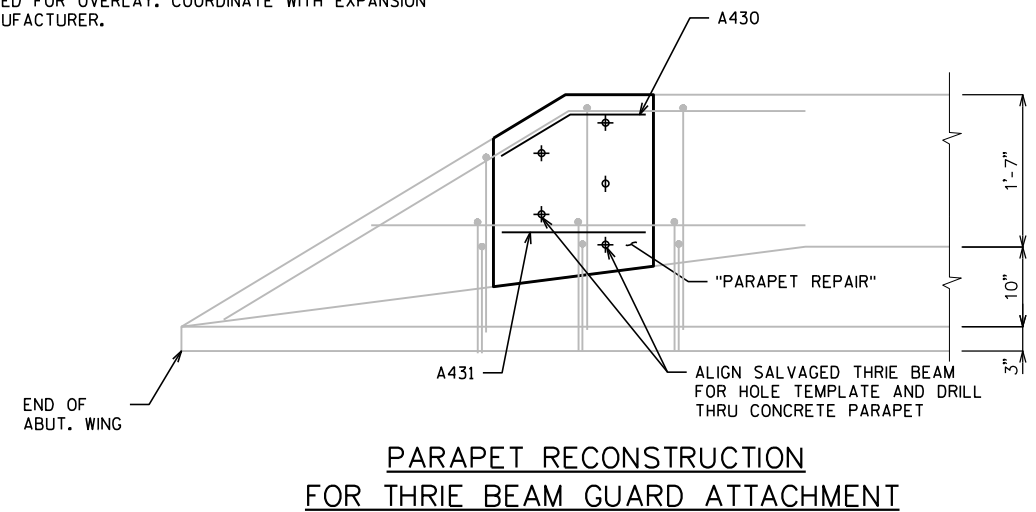 ED FOR OVERLAY. COORDINATE WITH EXPANSION
UFACTURER.
A430
1'-7"
10"
3"
"PARAPET REPAIR"
A431
ALIGN SALVAGED THRIE BEAM
FOR HOLE TEMPLATE AND DRILL
THRU CONCRETE PARAPET
END OF
ABUT. WING
PARAPET RECONSTRUCTION
FOR THRIE BEAM GUARD ATTACHMENT